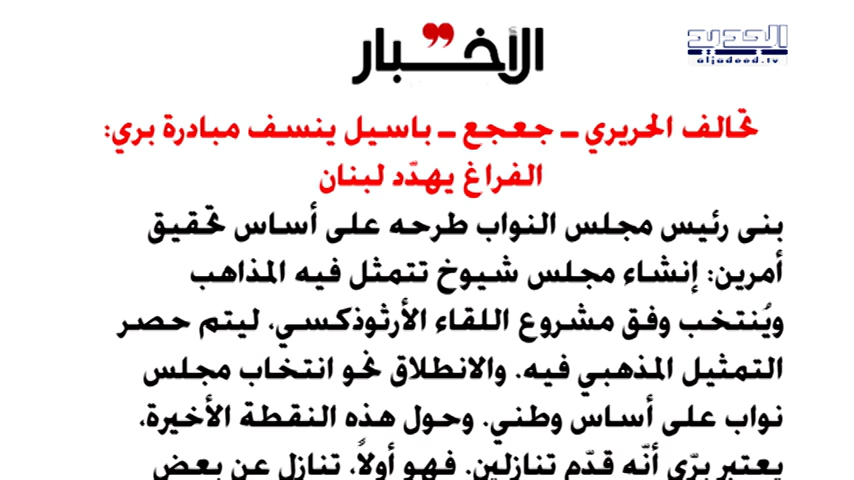 الأخبار
الجديد
aljadeed.tv
تحالف الحريري ـ جعجع ـ باسيل ينسف مبادرة بري:
الفراغ يهدّد لبنان
بنى رئيس مجلس النواب طرحه على أساس تحقيق
أمرين: إنشاء مجلس شيوخ تتمثل فيه المذاهب
ويُنتخب وفق مشروع اللقاء الأرثوذكسي، ليتم حصر
التمثيل المذهبي فيه. والانطلاق نحو انتخاب مجلس
نواب على أساس وطني. وحول هذه النقطة الأخيرة،
يعتبر برّي أنّه قدّم تنازلين. فهو أولاً، تنازل عن بعض